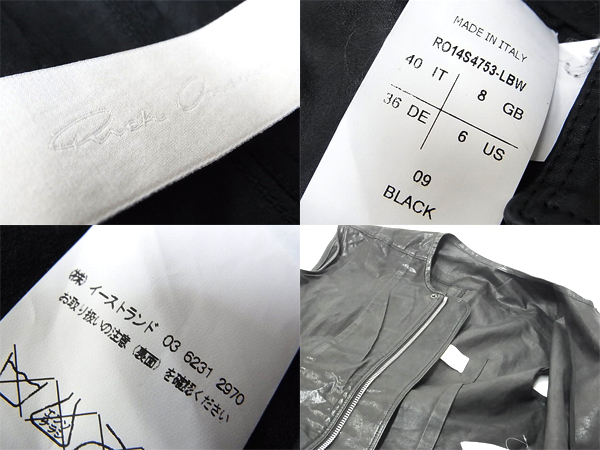 Rick Owens
MADE IN ITALY
RO14S4753-LBW
40 IT 8 GB
36 DE 6 US
09
BLACK
(株) イーストランド 03 6231 2970
お取り扱いの注意 (裏面) を確認ください